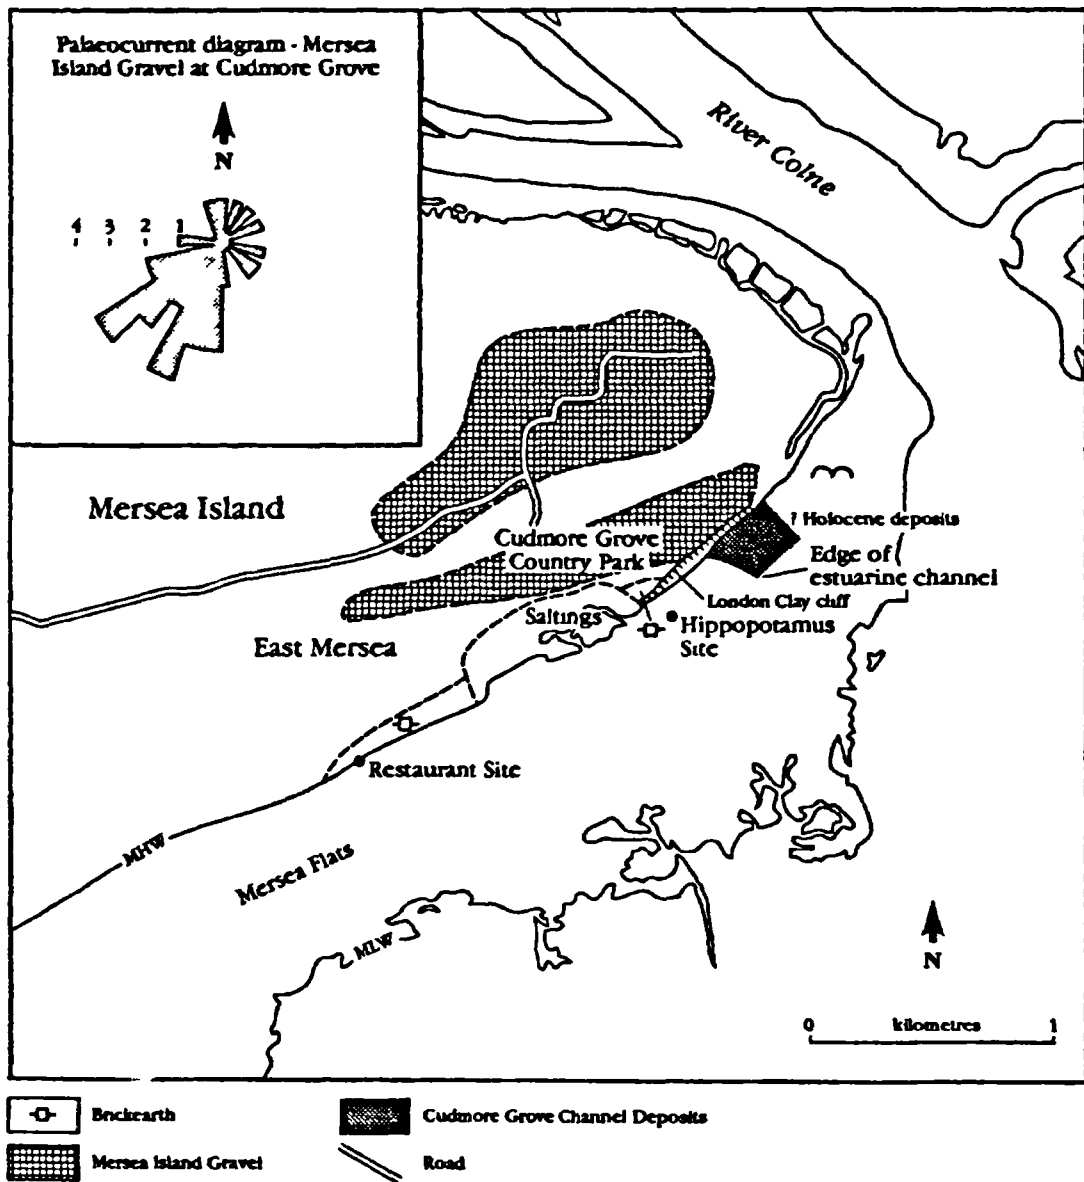 Palaeocurrent diagram - Mersea
Island Gravel at Cudmore Grove
N
4 3 2 1
River Colne
Mersea Island
Cudmore Grove
Country Park
? Holocene deposits
Edge of
estuarine channel
London Clay cliff
Saltings
Hippopotamus
Site
East Mersea
Restaurant Site
MHW
Mersea Flats
MLW
N
0 kilometres 1
Brickearth
Cudmore Grove Channel Deposits
Mersea Island Gravel
Road